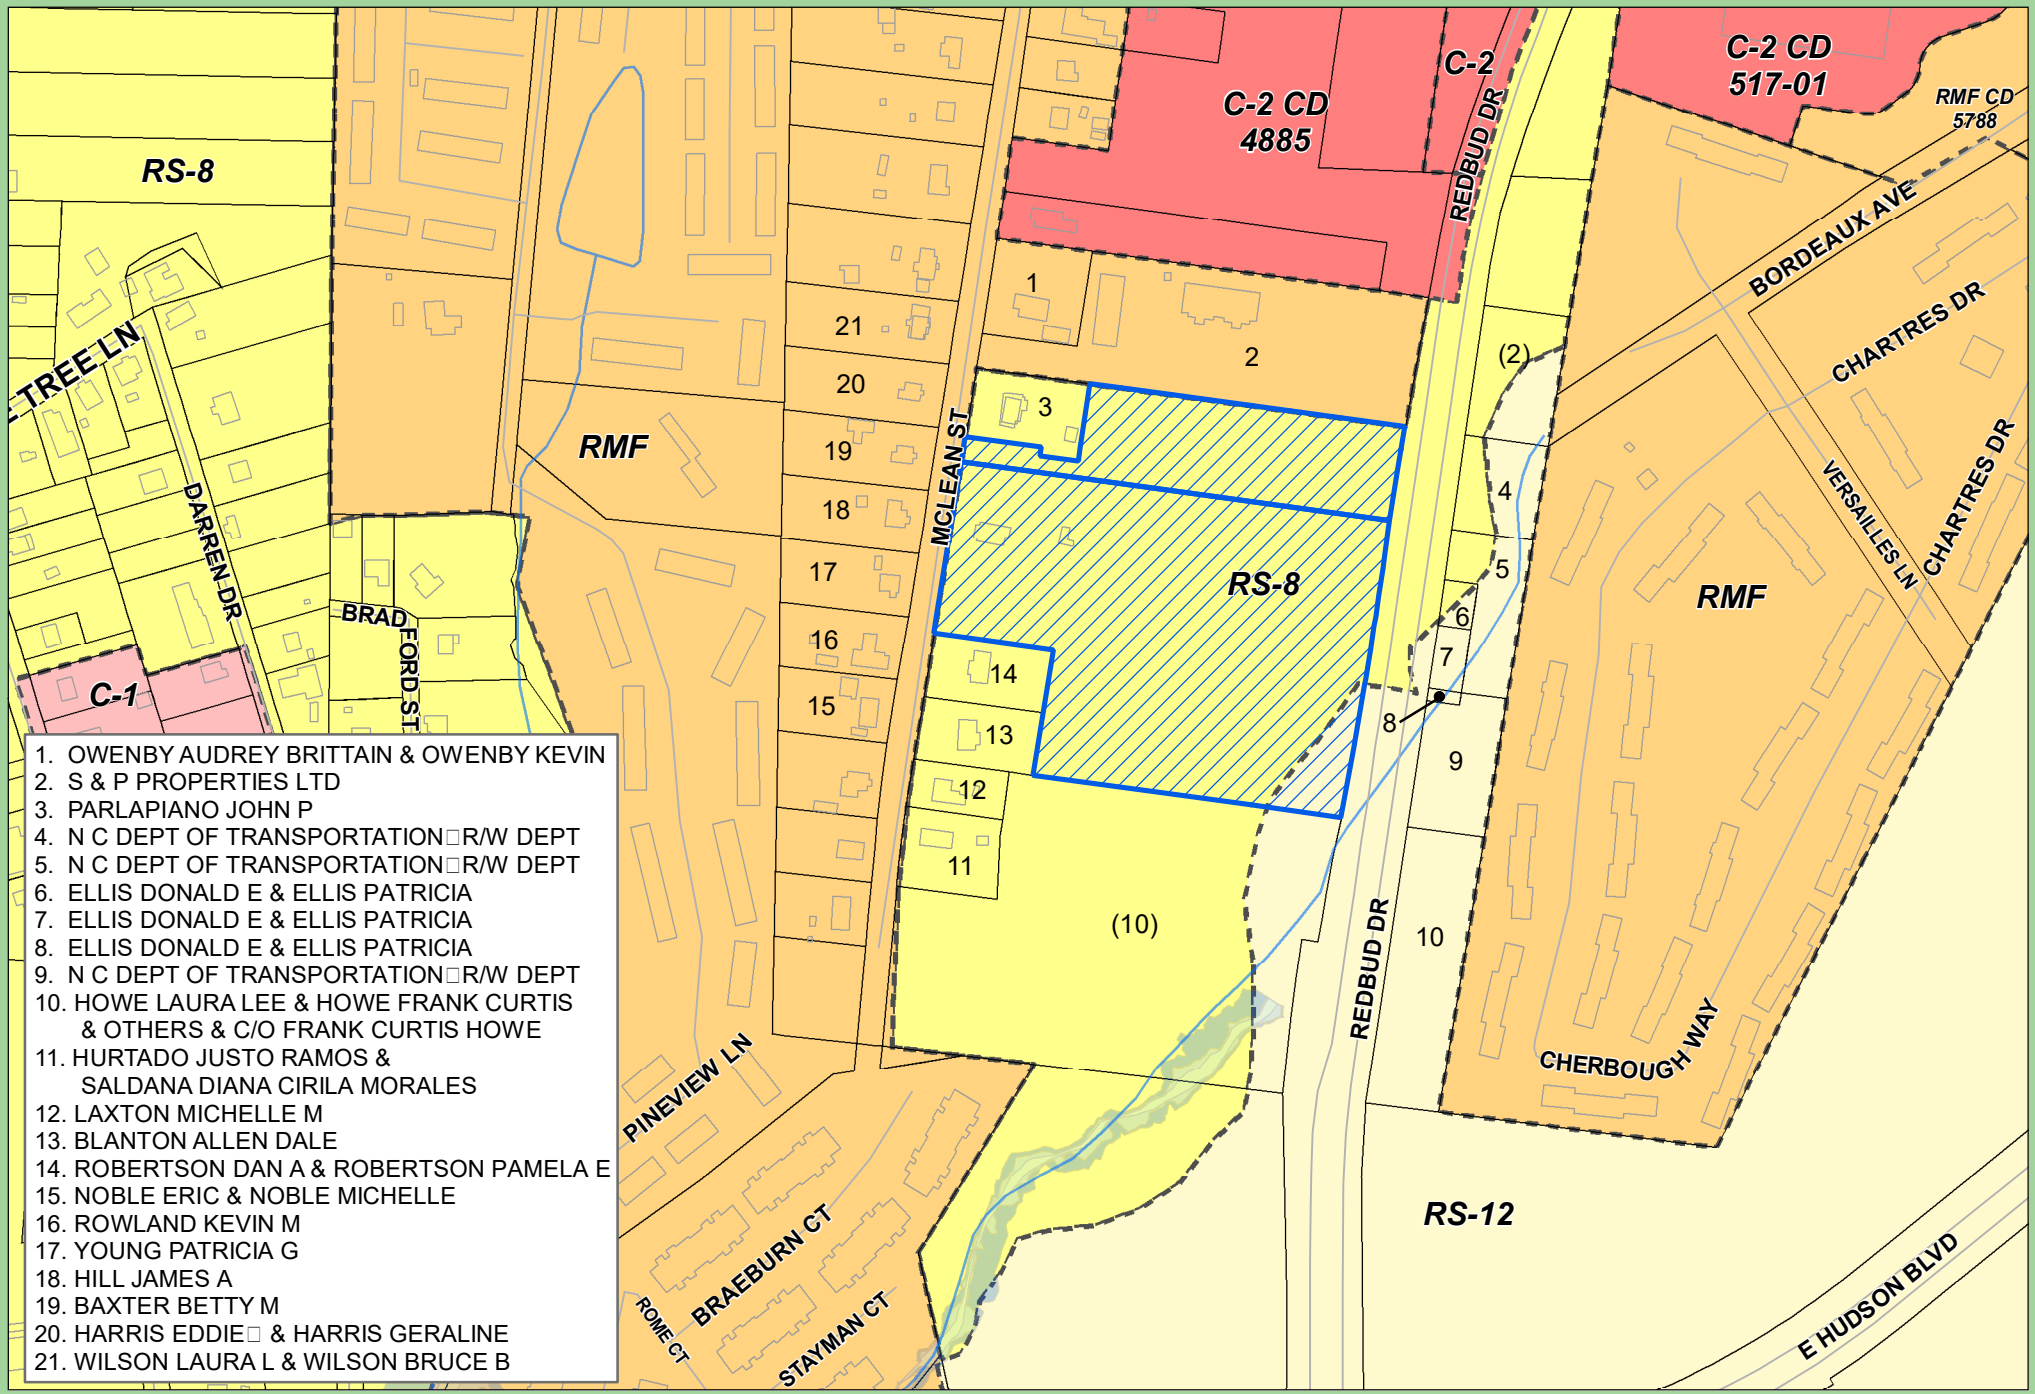 C-2 CD
517-01
C-2
C-2 CD
4885
RMF CD
5788
RS-8
REDBUD DR
BORDEAUX AVE
CHARTRES DR
1
2
(2)
21
20
3
E TREE LN
RMF
19
MCLEAN ST
18
4
VERSAILLES LN
CHARTRES DR
DARREN DR
17
RS-8
5
RMF
BRADFORD ST
6
16
7
14
C-1
15
13
8
9
12
11
(10)
10
REDBUD DR
CHERBOUGH WAY
PINEVIEW LN
BRAEBURN CT
RS-12
ROME CT
STAYMAN CT
E HUDSON BLVD
1. OWENBY AUDREY BRITTAIN & OWENBY KEVIN
2. S & P PROPERTIES LTD
3. PARLAPIANO JOHN P
4. N C DEPT OF TRANSPORTATION□R/W DEPT
5. N C DEPT OF TRANSPORTATION□R/W DEPT
6. ELLIS DONALD E & ELLIS PATRICIA
7. ELLIS DONALD E & ELLIS PATRICIA
8. ELLIS DONALD E & ELLIS PATRICIA
9. N C DEPT OF TRANSPORTATION□R/W DEPT
10. HOWE LAURA LEE & HOWE FRANK CURTIS
& OTHERS & C/O FRANK CURTIS HOWE
11. HURTADO JUSTO RAMOS &
SALDANA DIANA CIRILA MORALES
12. LAXTON MICHELLE M
13. BLANTON ALLEN DALE
14. ROBERTSON DAN A & ROBERTSON PAMELA E
15. NOBLE ERIC & NOBLE MICHELLE
16. ROWLAND KEVIN M
17. YOUNG PATRICIA G
18. HILL JAMES A
19. BAXTER BETTY M
20. HARRIS EDDIE□ & HARRIS GERALINE
21. WILSON LAURA L & WILSON BRUCE B